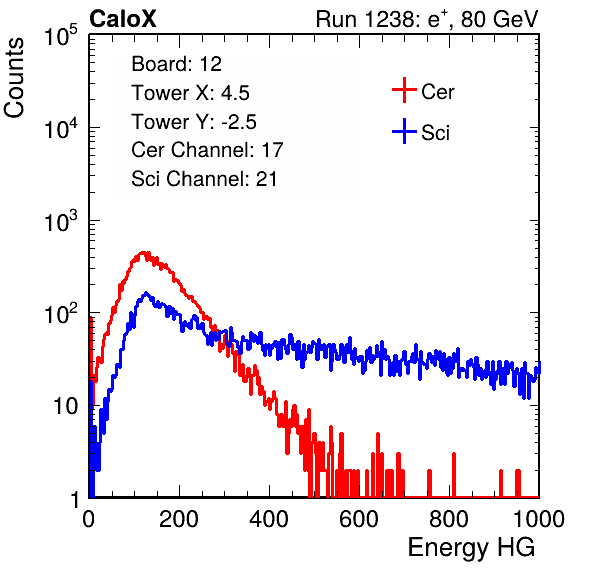 CaloX Run 1238: e⁺, 80 GeV
Counts
Board: 12
Tower X: 4.5
Tower Y: -2.5
Cer Channel: 17
Sci Channel: 21
Cer
Sci
10⁵
10⁴
10³
10²
10
1
0 200 400 600 800 1000
Energy HG